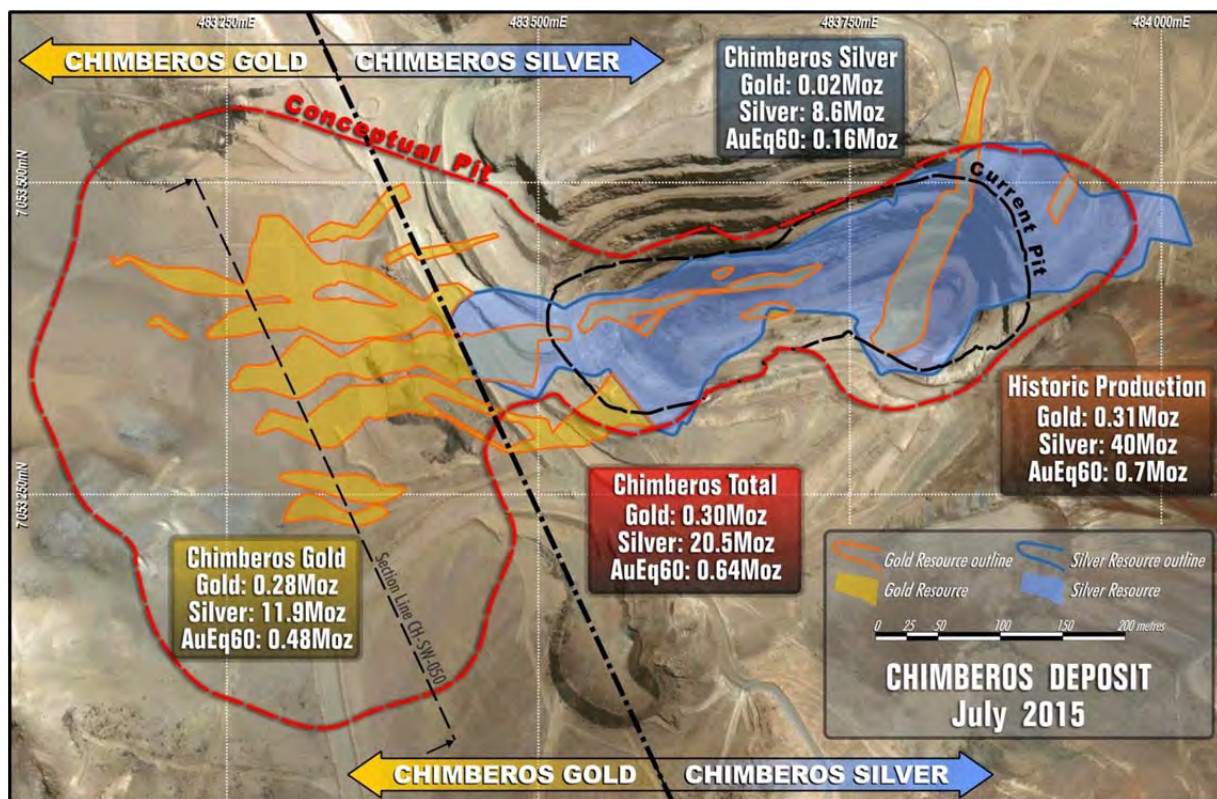 483 250mE
483 500mE
483 750mE
484 000mE
CHIMBEROS GOLD
CHIMBEROS SILVER
Chimberos Silver
Gold: 0.02Moz
Silver: 8.6Moz
AuEq60: 0.16Moz
Conceptual Pit
7 053 500mN
Current Pit
Historic Production
Gold: 0.31Moz
Silver: 40Moz
AuEq60: 0.7Moz
7 053 250mN
Chimberos Total
Gold: 0.30Moz
Silver: 20.5Moz
AuEq60: 0.64Moz
Chimberos Gold
Gold: 0.28Moz
Silver: 11.9Moz
AuEq60: 0.48Moz
Section Line CH-SW-050
Gold Resource outline
Silver Resource outline
Gold Resource
Silver Resource
0 25 50 100 150 200 metres
CHIMBEROS DEPOSIT
July 2015
CHIMBEROS GOLD
CHIMBEROS SILVER